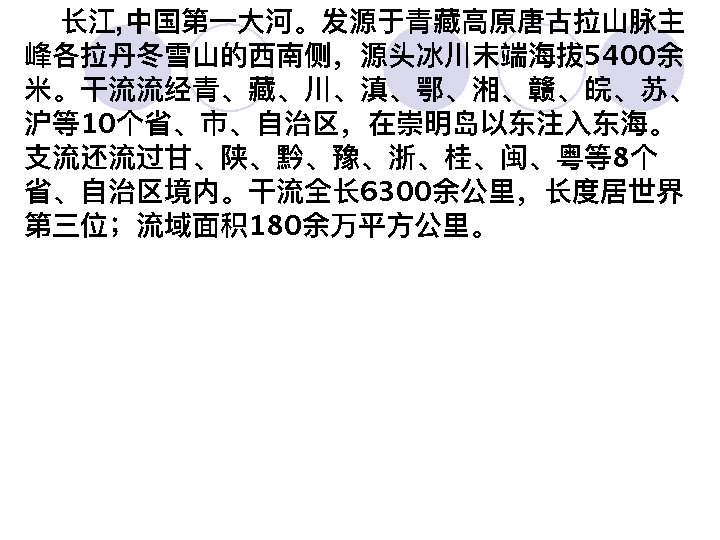 长江,中国第一大河。发源于青藏高原唐古拉山脉主
峰各拉丹冬雪山的西南侧，源头冰川末端海拔5400余
米。干流流经青、藏、川、滇、鄂、湘、赣、皖、苏、
沪等10个省、市、自治区，在崇明岛以东注入东海。
支流还流过甘、陕、黔、豫、浙、桂、闽、粤等8个
省、自治区境内。干流全长6300余公里，长度居世界
第三位；流域面积180余万平方公里。